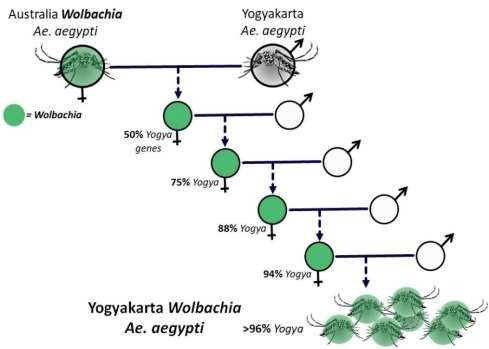 Australia Wolbachia
Ae. aegypti
Yogyakarta
Ae. aegypti
= Wolbachia
50% Yogya
genes
75% Yogya
88% Yogya
94% Yogya
Yogyakarta Wolbachia
Ae. aegypti
>96% Yogya